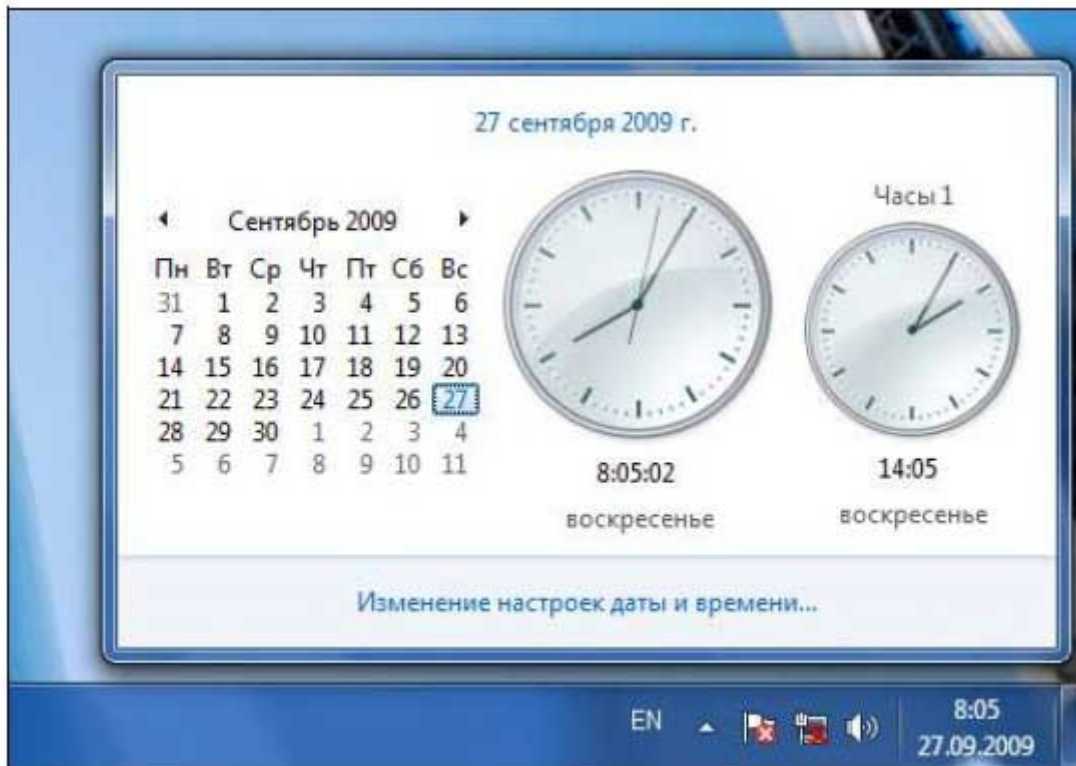 27 сентября 2009 г.
Сентябрь 2009
Пн Вт Ср Чт Пт Сб Вс
31 1 2 3 4 5 6
7 8 9 10 11 12 13
14 15 16 17 18 19 20
21 22 23 24 25 26 27
28 29 30 1 2 3 4
5 6 7 8 9 10 11
8:05:02
воскресенье
Часы 1
14:05
воскресенье
Изменение настроек даты и времени...
EN
8:05
27.09.2009